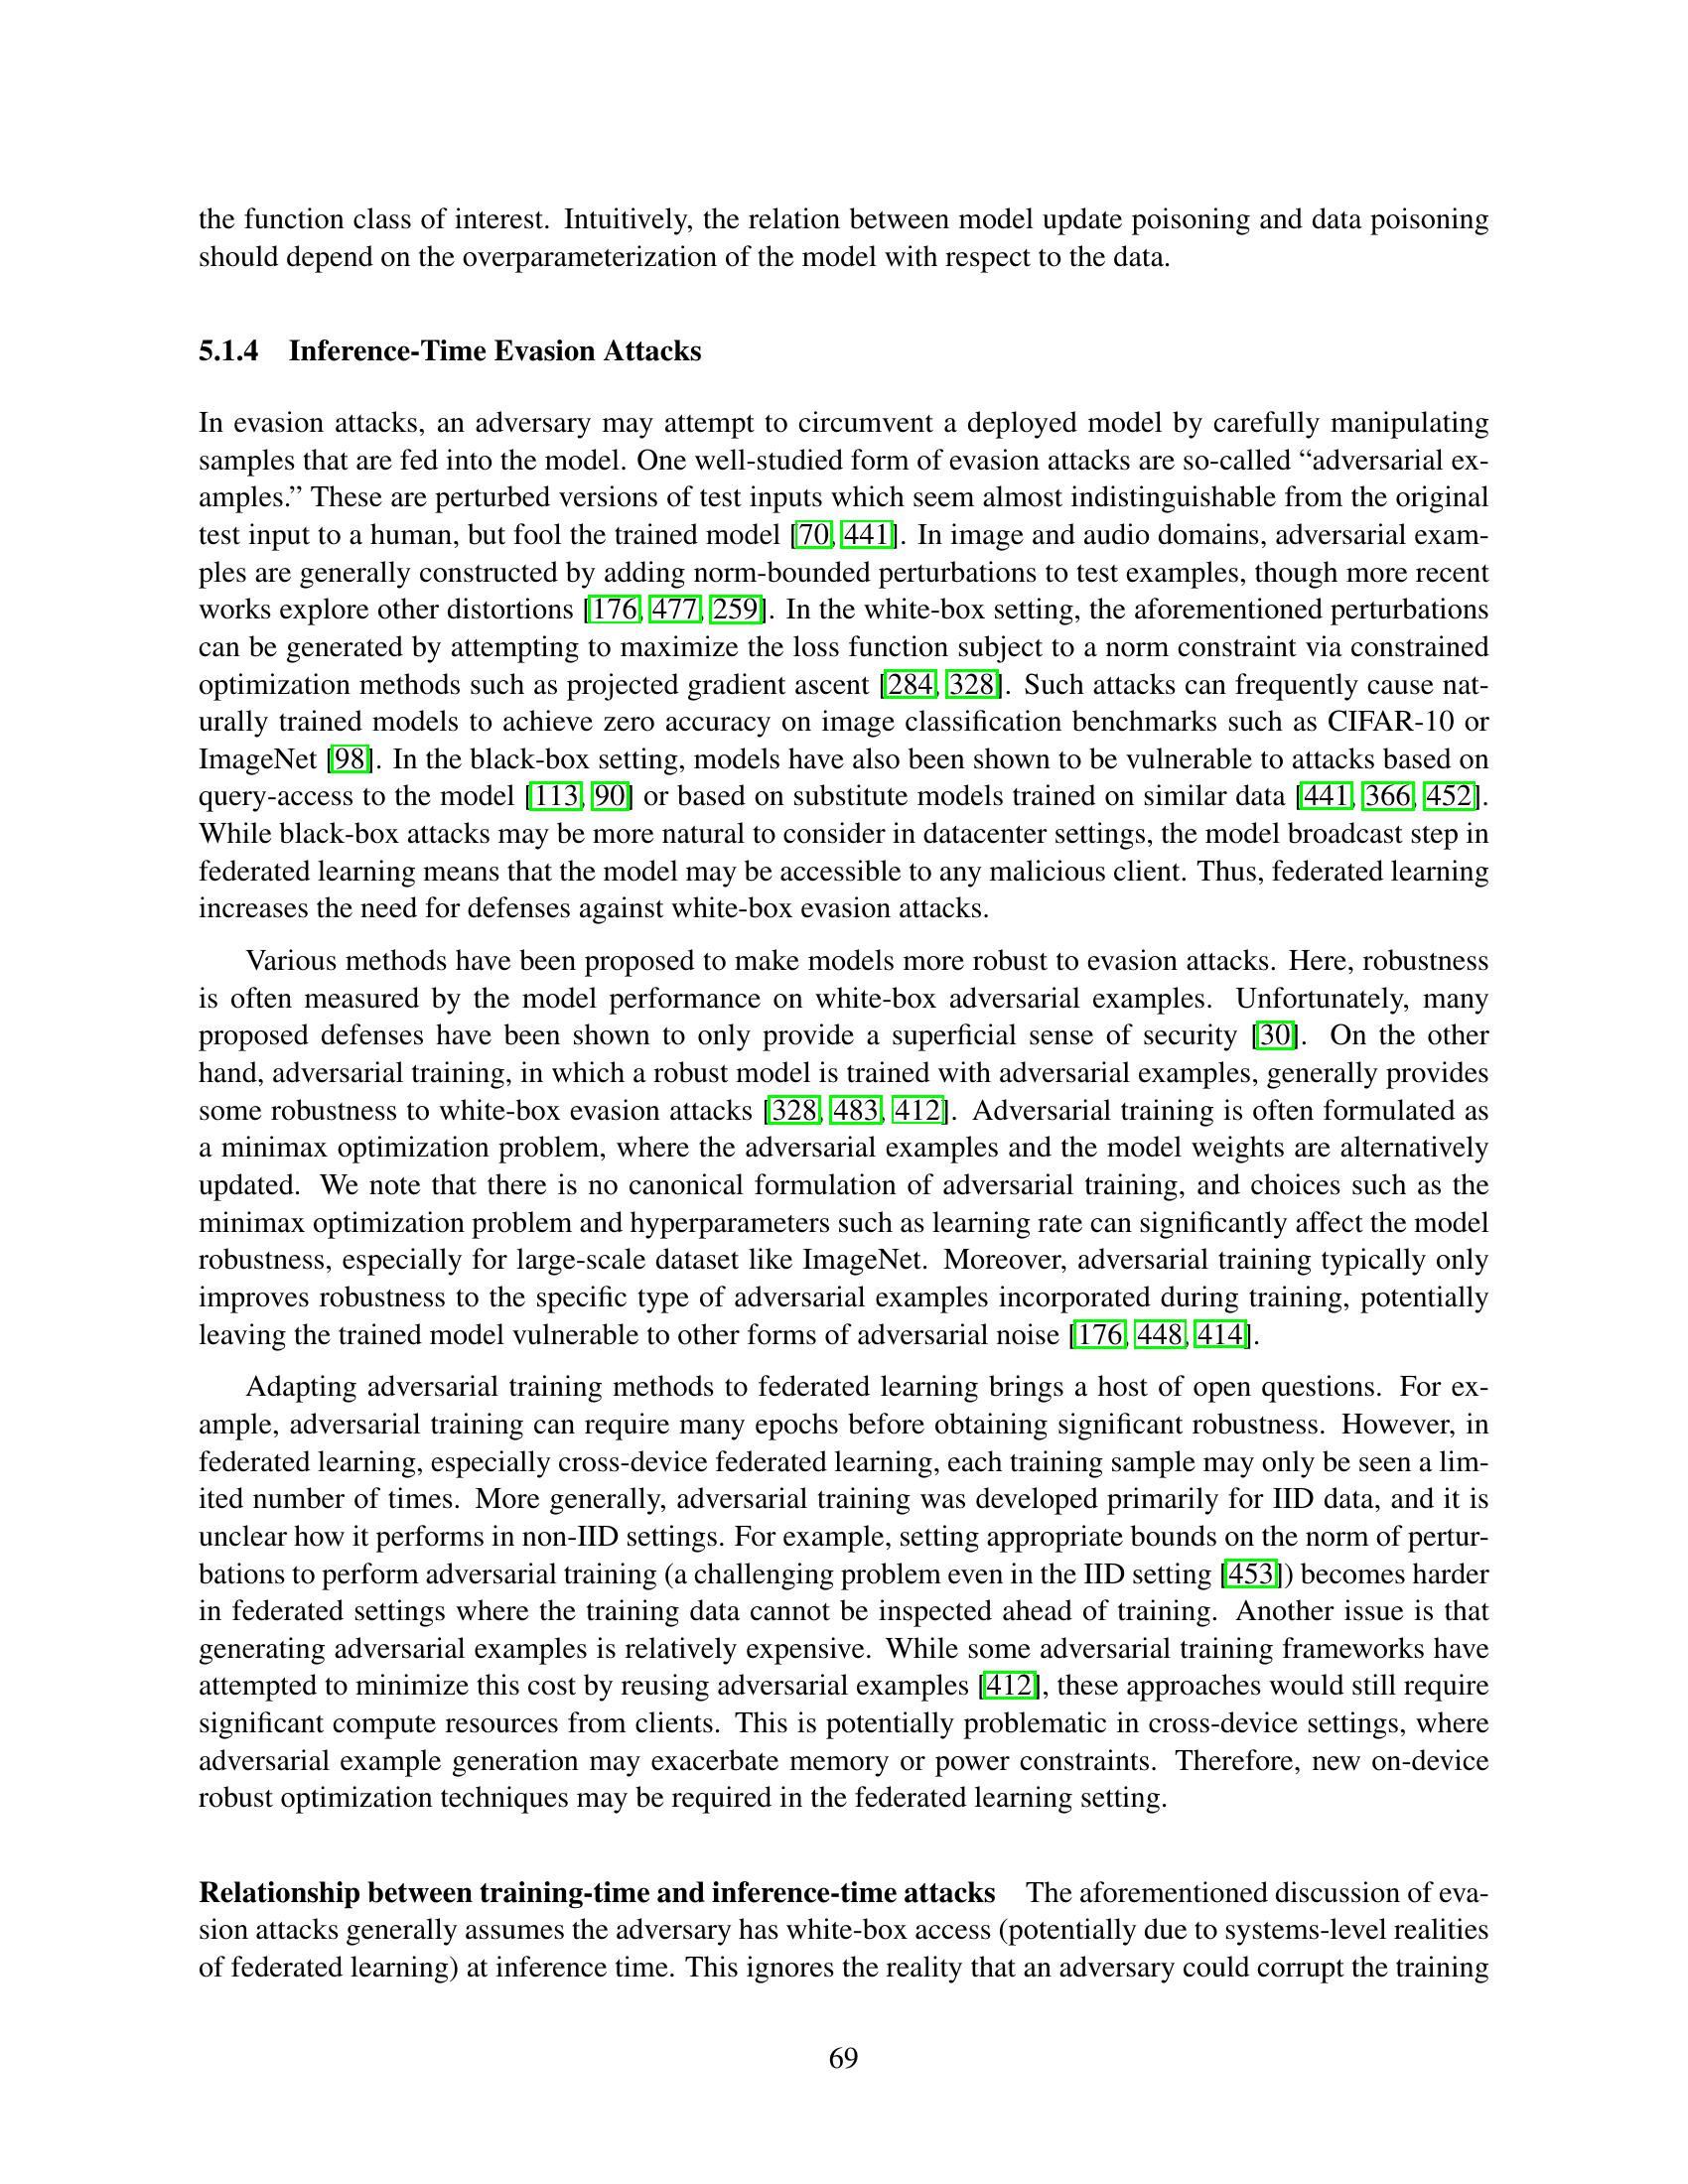 the function class of interest. Intuitively, the relation between model update poisoning and data poisoning
should depend on the overparameterization of the model with respect to the data.
5.1.4 Inference-Time Evasion Attacks
In evasion attacks, an adversary may attempt to circumvent a deployed model by carefully manipulating
samples that are fed into the model. One well-studied form of evasion attacks are so-called “adversarial ex-
amples.” These are perturbed versions of test inputs which seem almost indistinguishable from the original
test input to a human, but fool the trained model [70, 441]. In image and audio domains, adversarial exam-
ples are generally constructed by adding norm-bounded perturbations to test examples, though more recent
works explore other distortions [176, 477, 259]. In the white-box setting, the aforementioned perturbations
can be generated by attempting to maximize the loss function subject to a norm constraint via constrained
optimization methods such as projected gradient ascent [284, 328]. Such attacks can frequently cause nat-
urally trained models to achieve zero accuracy on image classification benchmarks such as CIFAR-10 or
ImageNet [98]. In the black-box setting, models have also been shown to be vulnerable to attacks based on
query-access to the model [113, 90] or based on substitute models trained on similar data [441, 366, 452].
While black-box attacks may be more natural to consider in datacenter settings, the model broadcast step in
federated learning means that the model may be accessible to any malicious client. Thus, federated learning
increases the need for defenses against white-box evasion attacks.
Various methods have been proposed to make models more robust to evasion attacks. Here, robustness
is often measured by the model performance on white-box adversarial examples. Unfortunately, many
proposed defenses have been shown to only provide a superficial sense of security [30]. On the other
hand, adversarial training, in which a robust model is trained with adversarial examples, generally provides
some robustness to white-box evasion attacks [328, 483, 412]. Adversarial training is often formulated as
a minimax optimization problem, where the adversarial examples and the model weights are alternatively
updated. We note that there is no canonical formulation of adversarial training, and choices such as the
minimax optimization problem and hyperparameters such as learning rate can significantly affect the model
robustness, especially for large-scale dataset like ImageNet. Moreover, adversarial training typically only
improves robustness to the specific type of adversarial examples incorporated during training, potentially
leaving the trained model vulnerable to other forms of adversarial noise [176, 448, 414].
Adapting adversarial training methods to federated learning brings a host of open questions. For ex-
ample, adversarial training can require many epochs before obtaining significant robustness. However, in
federated learning, especially cross-device federated learning, each training sample may only be seen a lim-
ited number of times. More generally, adversarial training was developed primarily for IID data, and it is
unclear how it performs in non-IID settings. For example, setting appropriate bounds on the norm of pertur-
bations to perform adversarial training (a challenging problem even in the IID setting [453]) becomes harder
in federated settings where the training data cannot be inspected ahead of training. Another issue is that
generating adversarial examples is relatively expensive. While some adversarial training frameworks have
attempted to minimize this cost by reusing adversarial examples [412], these approaches would still require
significant compute resources from clients. This is potentially problematic in cross-device settings, where
adversarial example generation may exacerbate memory or power constraints. Therefore, new on-device
robust optimization techniques may be required in the federated learning setting.
Relationship between training-time and inference-time attacks The aforementioned discussion of eva-
sion attacks generally assumes the adversary has white-box access (potentially due to systems-level realities
of federated learning) at inference time. This ignores the reality that an adversary could corrupt the training
69